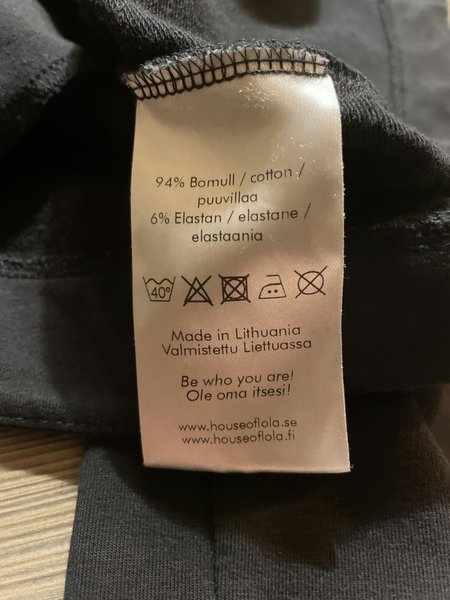 94% Bomull / cotton /
puuvillaa
6% Elastan / elastane /
elastaania
40°
Made in Lithuania
Valmistettu Liettuassa
Be who you are!
Ole oma itsesi!
www.houseoflola.se
www.houseoflola.fi